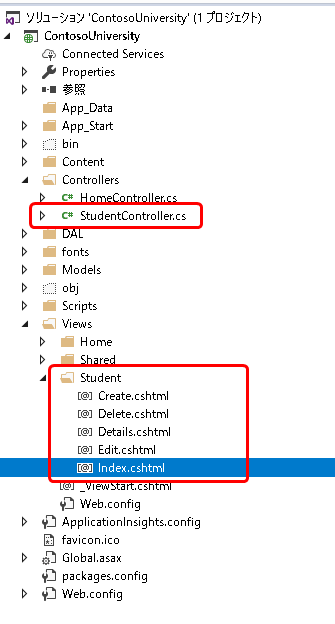 ソリューション 'ContosoUniversity' (1 プロジェクト)
ContosoUniversity
Connected Services
Properties
参照
App_Data
App_Start
bin
Content
Controllers
C# HomeController.cs
C# StudentController.cs
DAL
fonts
Models
obj
Scripts
Views
Home
Shared
Student
[@] Create.cshtml
[@] Delete.cshtml
[@] Details.cshtml
[@] Edit.cshtml
[@] Index.cshtml
[@] _ViewStart.cshtml
Web.config
ApplicationInsights.config
favicon.ico
Global.asax
packages.config
Web.config